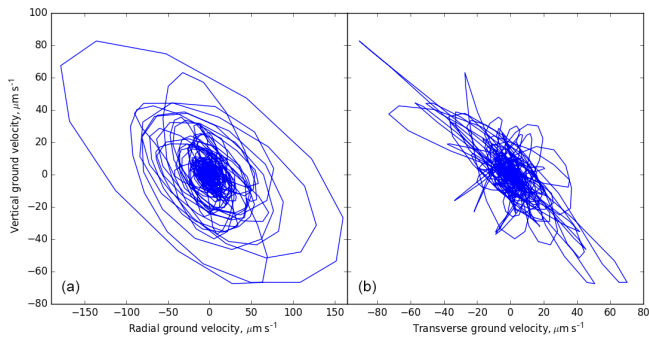 100
80
60
40
20
0
−20
−40
−60
−80
Vertical ground velocity, μm s⁻¹
(a)
(b)
−150 −100 −50 0 50 100 150
−80 −60 −40 −20 0 20 40 60 80
Radial ground velocity, μm s⁻¹
Transverse ground velocity, μm s⁻¹